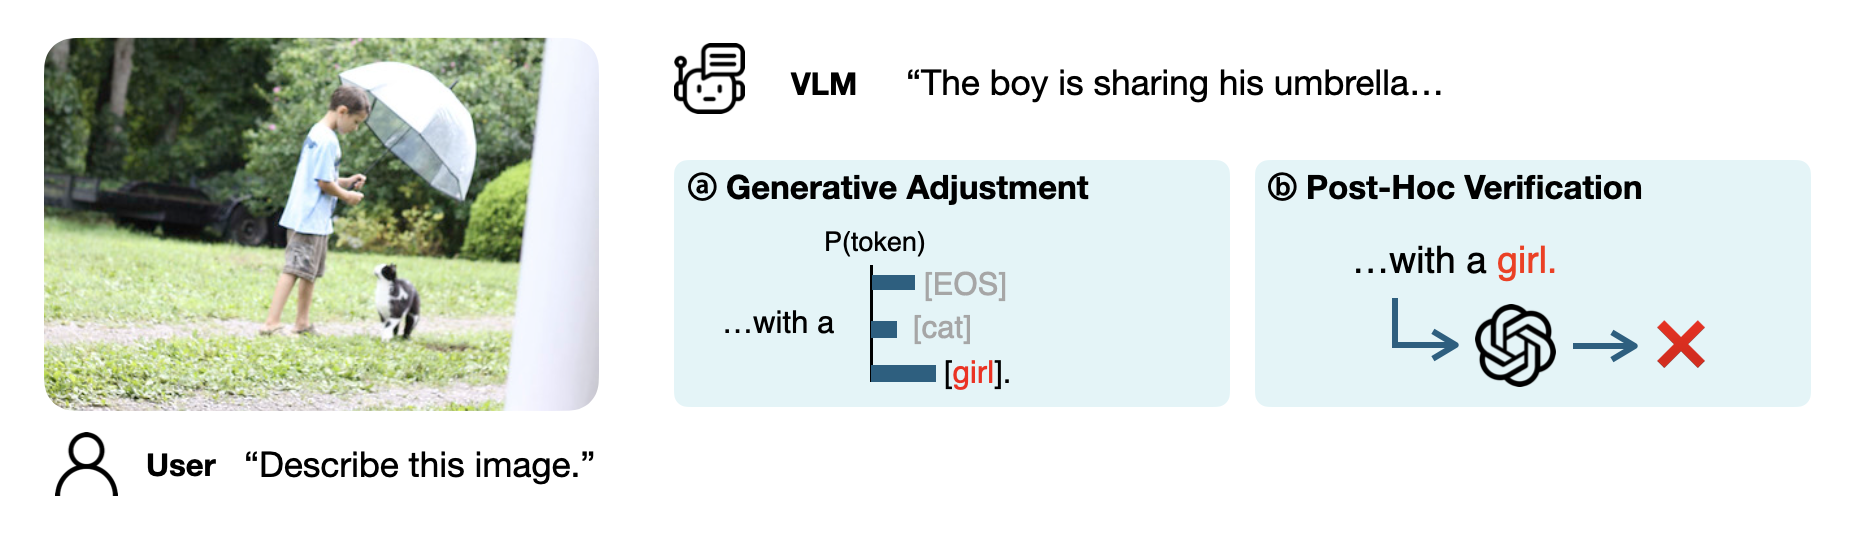 VLM “The boy is sharing his umbrella…
ⓐ Generative Adjustment
P(token)
…with a
[EOS]
[cat]
[girl].
ⓑ Post-Hoc Verification
…with a girl.
User “Describe this image.”